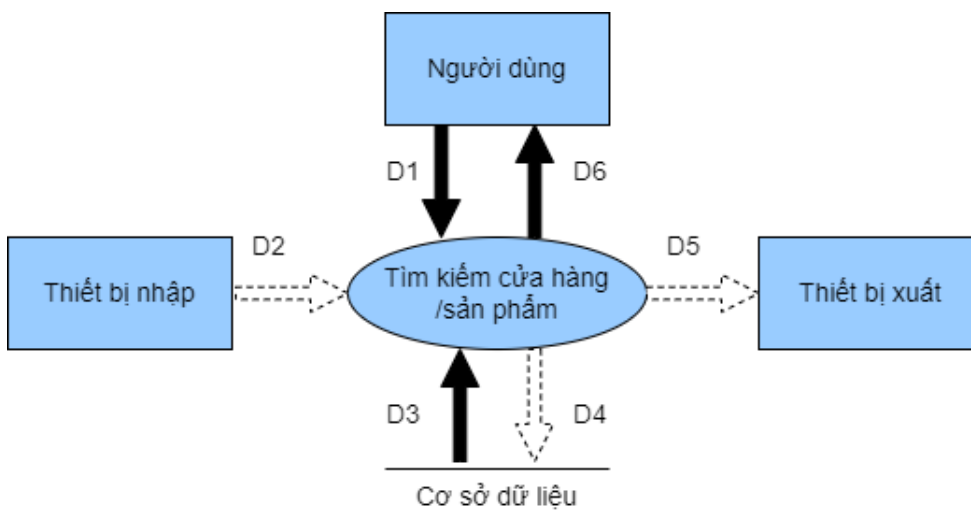 Người dùng
D1
D6
D2
D5
Thiết bị nhập
Tìm kiếm cửa hàng
/sản phẩm
Thiết bị xuất
D3
D4
Cơ sở dữ liệu